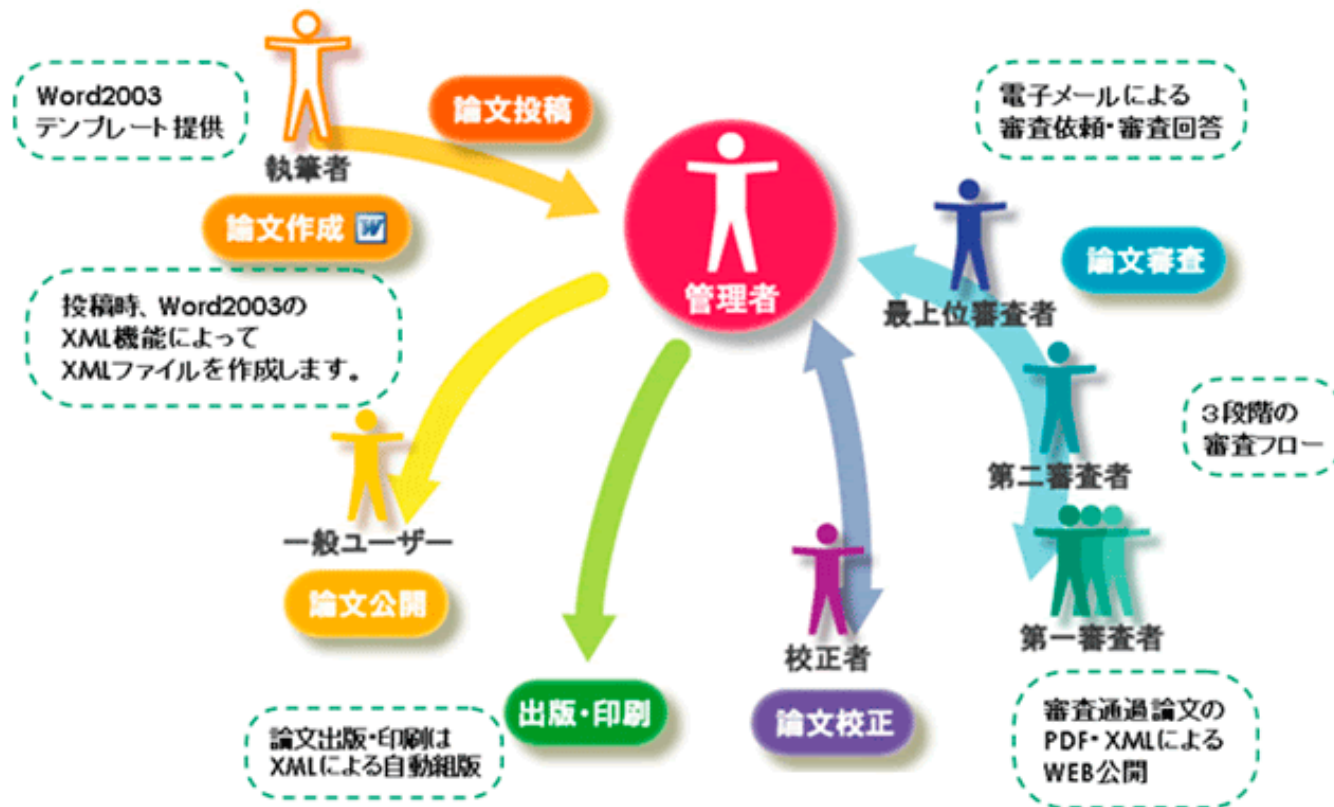 Word2003
テンプレート提供
執筆者
論文投稿
論文作成
投稿時、Word2003の
XML機能によって
XMLファイルを作成します。
管理者
電子メールによる
審査依頼・審査回答
最上位審査者
論文審査
第二審査者
3段階の
審査フロー
第一審査者
審査通過論文の
PDF・XMLによる
WEB公開
一般ユーザー
論文公開
論文出版・印刷は
XMLによる自動組版
出版・印刷
校正者
論文校正